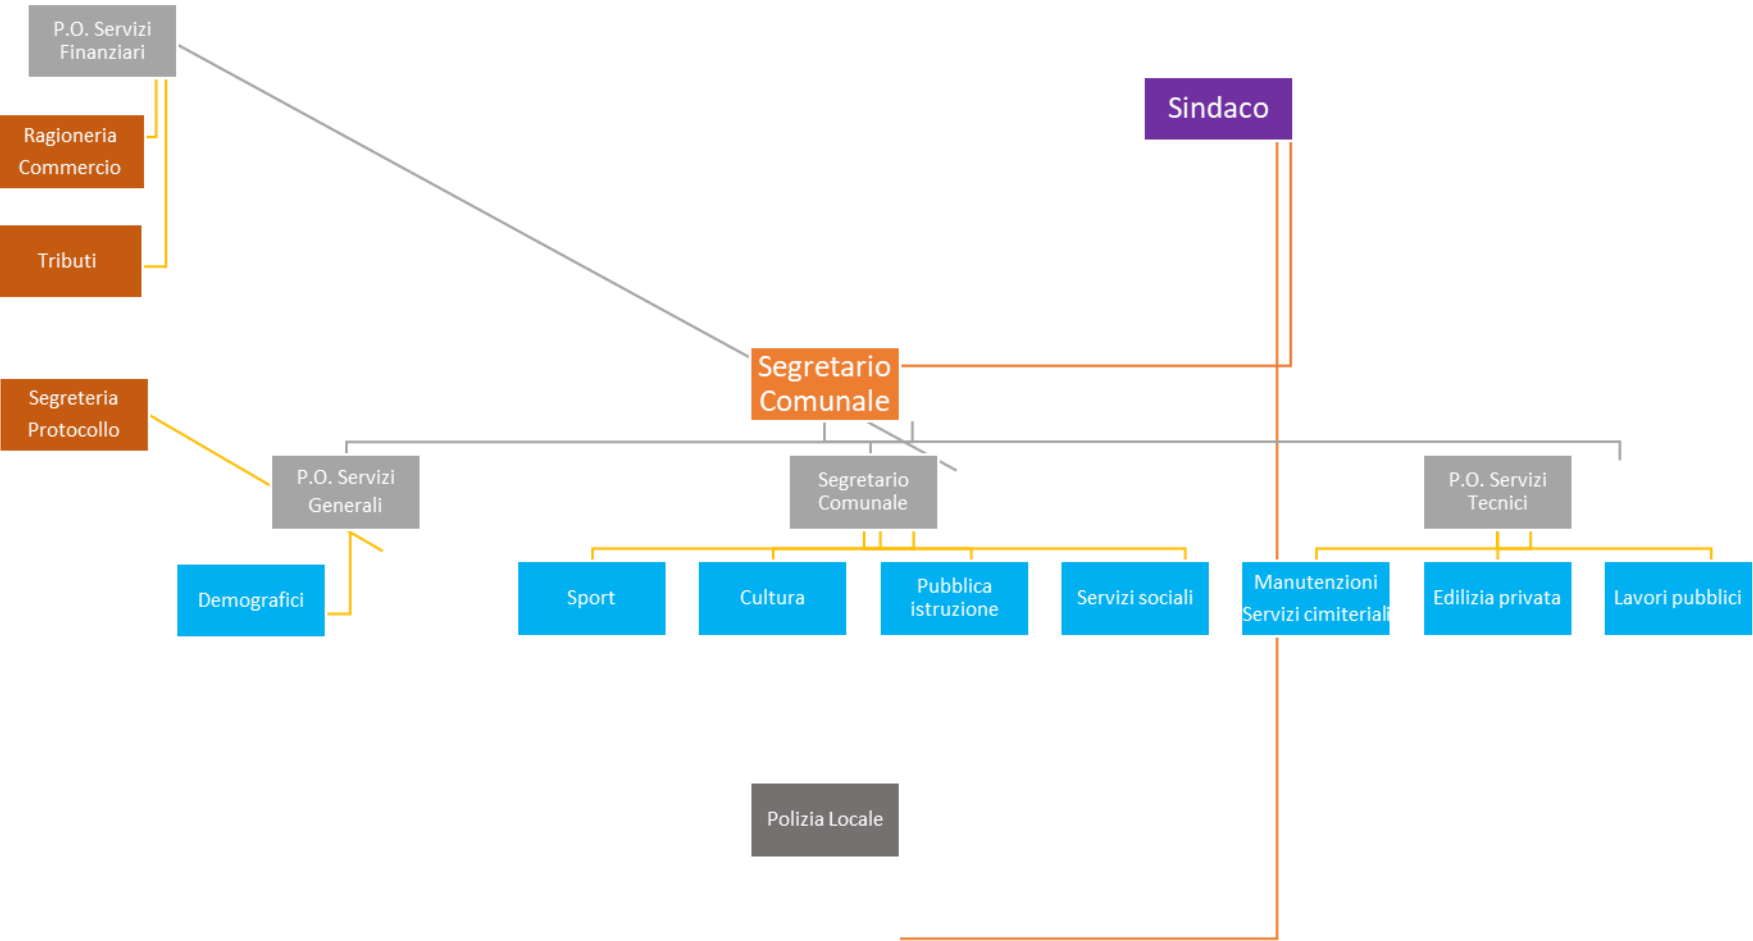 P.O. Servizi
Finanziari
Sindaco
Ragioneria
Commercio
Tributi
Segretario
Comunale
Segreteria
Protocollo
P.O. Servizi
Generali
Segretario
Comunale
P.O. Servizi
Tecnici
Demografici
Sport
Cultura
Pubblica
istruzione
Servizi sociali
Manutenzioni
Servizi cimiteriali
Edilizia privata
Lavori pubblici
Polizia Locale